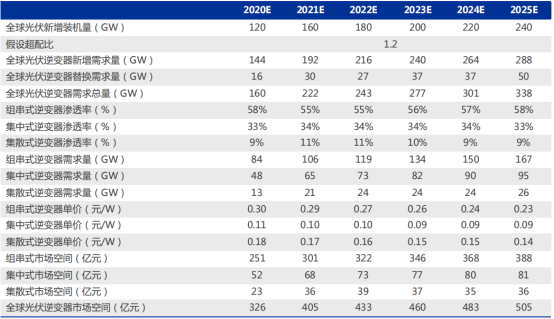 2020E 2021E 2022E 2023E 2024E 2025E
全球光伏新增装机量（GW） 120 160 180 200 220 240
假设超配比 1.2
全球光伏逆变器新增需求量（GW） 144 192 216 240 264 288
全球光伏逆变器替换需求量（GW） 16 30 27 37 37 50
全球光伏逆变器需求总量（GW） 160 222 243 277 301 338
组串式逆变器渗透率（%） 58% 55% 55% 56% 57% 58%
集中式逆变器渗透率（%） 33% 34% 34% 34% 34% 33%
集散式逆变器渗透率（%） 9% 11% 11% 10% 9% 9%
组串式逆变器需求量（GW） 84 106 119 134 150 167
集中式逆变器需求量（GW） 48 65 73 82 90 95
集散式逆变器需求量（GW） 13 21 24 24 24 26
组串式逆变器单价（元/W） 0.30 0.29 0.27 0.26 0.24 0.23
集中式逆变器单价（元/W） 0.11 0.10 0.10 0.09 0.09 0.09
集散式逆变器单价（元/W） 0.18 0.17 0.16 0.15 0.15 0.14
组串式市场空间（亿元） 251 301 322 346 368 388
集中式市场空间（亿元） 52 68 73 77 80 81
集散式市场空间（亿元） 23 36 39 37 35 36
全球光伏逆变器市场空间（亿元） 326 405 433 460 483 505